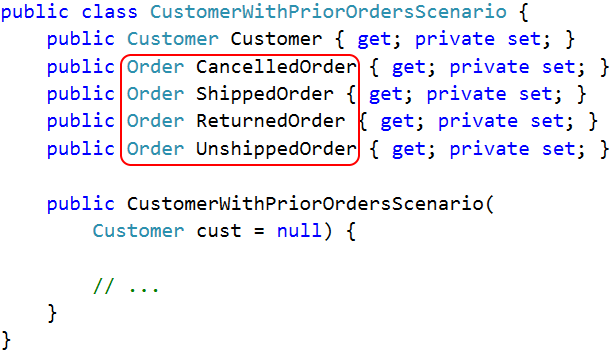 public class CustomerWithPriorOrdersScenario {
    public Customer Customer { get; private set; }
    public Order CancelledOrder { get; private set; }
    public Order ShippedOrder { get; private set; }
    public Order ReturnedOrder { get; private set; }
    public Order UnshippedOrder { get; private set; }

    public CustomerWithPriorOrdersScenario(
        Customer cust = null) {

        // ...
    }
}